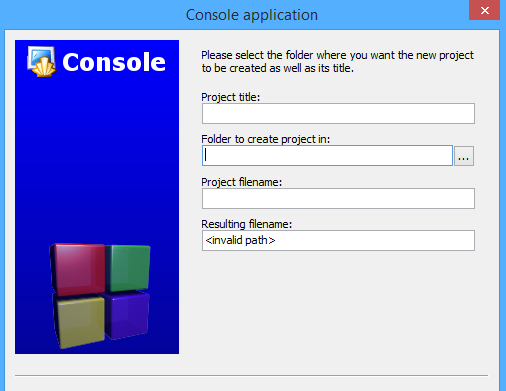 Console application
Console
Please select the folder where you want the new project
to be created as well as its title.
Project title:
Folder to create project in:
...
Project filename:
Resulting filename:
<invalid path>